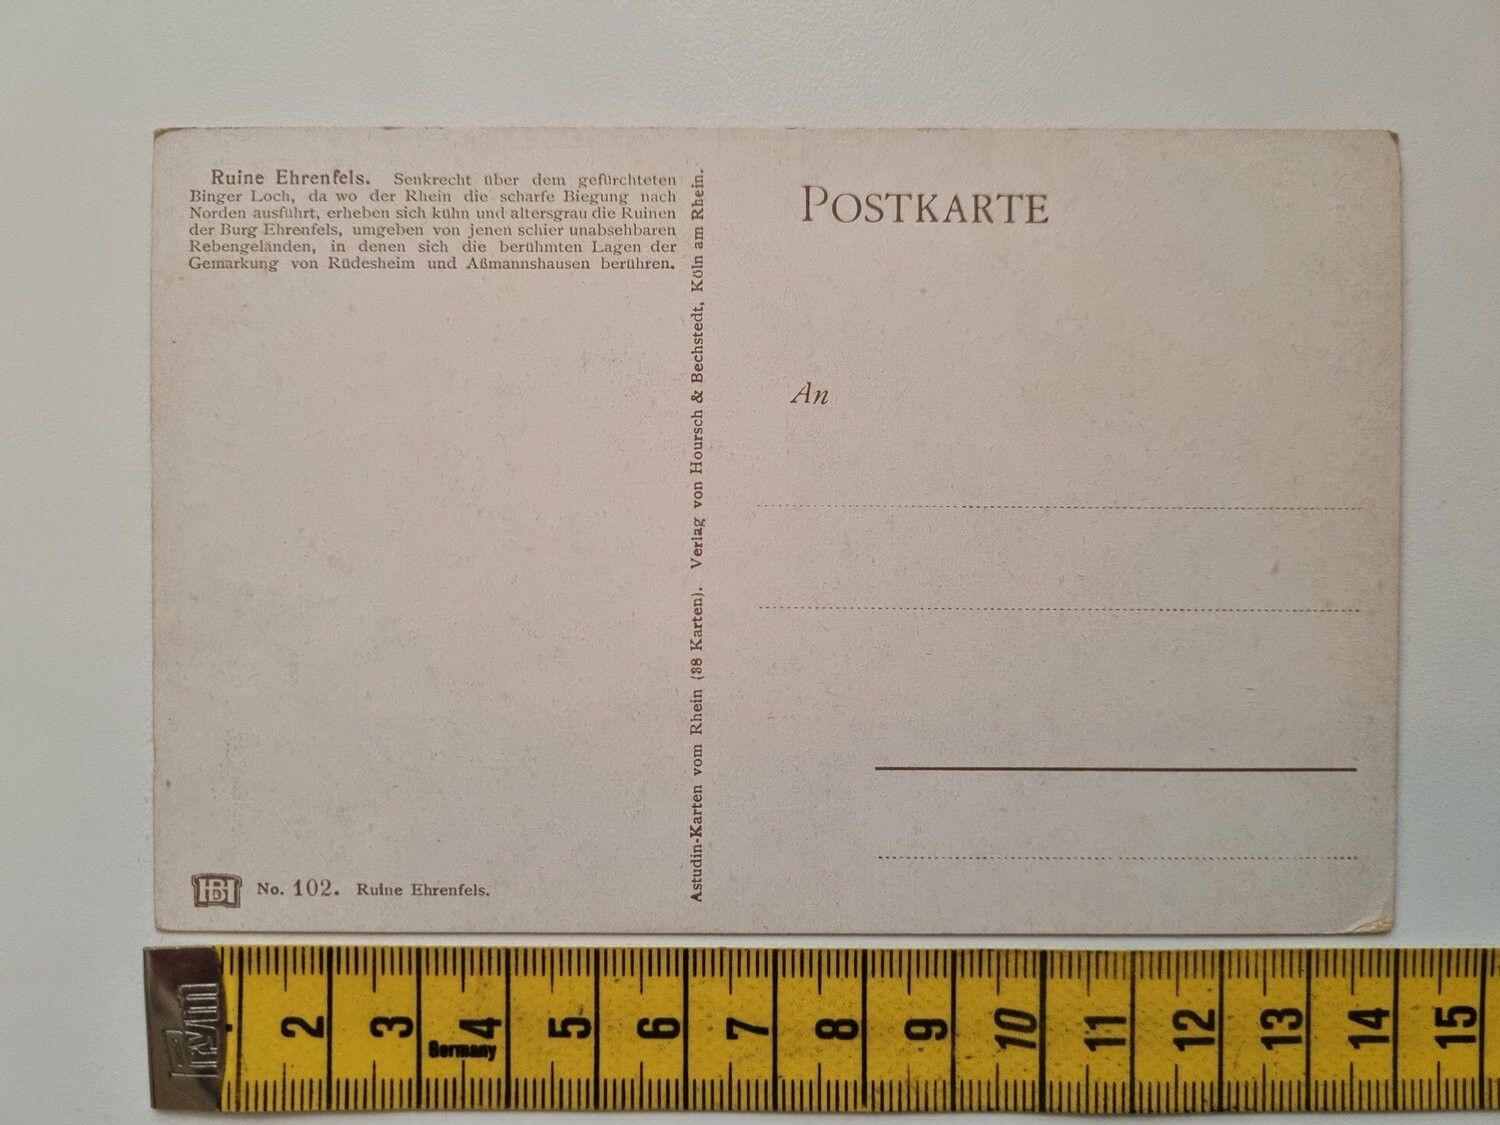 Ruine Ehrenfels. Senkrecht über dem gefürchteten
Binger Loch, da wo der Rhein die scharfe Biegung nach
Norden ausführt, erheben sich kühn und altersgrau die Ruinen
der Burg Ehrenfels, umgeben von jenen schier unabsehbaren
Rebengeländen, in denen sich die berühmten Lagen der
Gemarkung von Rüdesheim und Aßmannshausen berühren.
Astudin-Karten vom Rhein (38 Karten). Verlag von Hoursch & Bechstedt, Köln am Rhein.
POSTKARTE
An
HB
No. 102. Ruine Ehrenfels.
prym
2 3 4 5 6 7 8 9 10 11 12 13 14 15
Germany